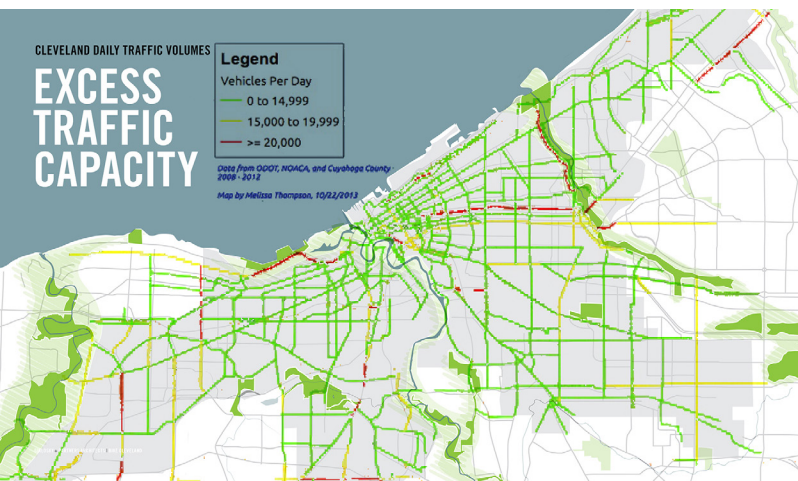 CLEVELAND DAILY TRAFFIC VOLUMES
EXCESS
TRAFFIC
CAPACITY
Legend
Vehicles Per Day
0 to 14,999
15,000 to 19,999
>= 20,000
Data from ODOT, NOACA, and Cuyahoga County
2008 - 2012
Map by Melissa Thompson, 10/22/2013